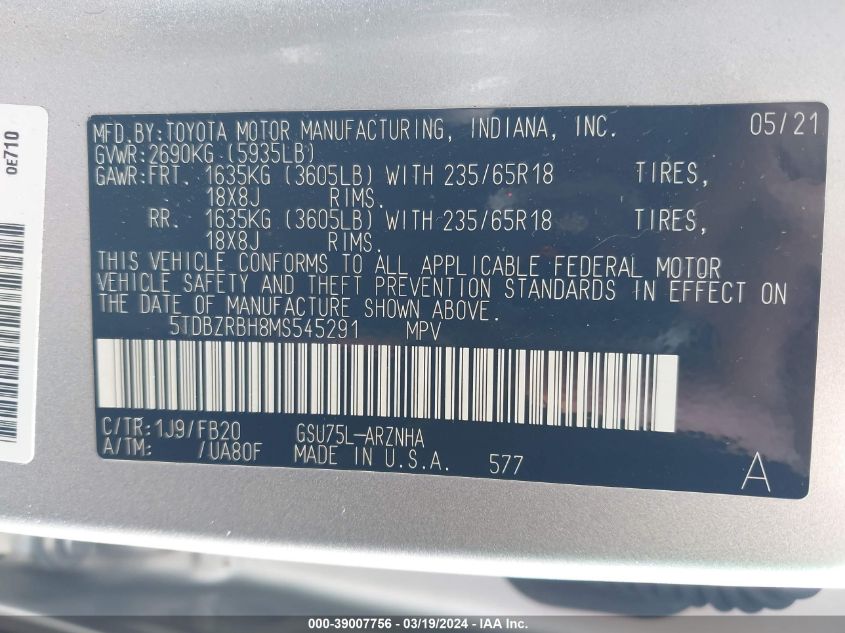 MFD.BY:TOYOTA MOTOR MANUFACTURING, INDIANA, INC. 05/21
GVWR:2690KG (5935LB)
GAWR:FRT. 1635KG (3605LB) WITH 235/65R18 TIRES,
18X8J RIMS.
RR. 1635KG (3605LB) WITH 235/65R18 TIRES,
18X8J RIMS.
THIS VEHICLE CONFORMS TO ALL APPLICABLE FEDERAL MOTOR
VEHICLE SAFETY AND THEFT PREVENTION STANDARDS IN EFFECT ON
THE DATE OF MANUFACTURE SHOWN ABOVE.
5TDBZRBH8MS545291 MPV
C/TR:1J9/FB20 GSU75L-ARZNHA
A/TM: /UA80F MADE IN U.S.A. 577 A
0E710
000-39007756 - 03/19/2024 - IAA, Inc.